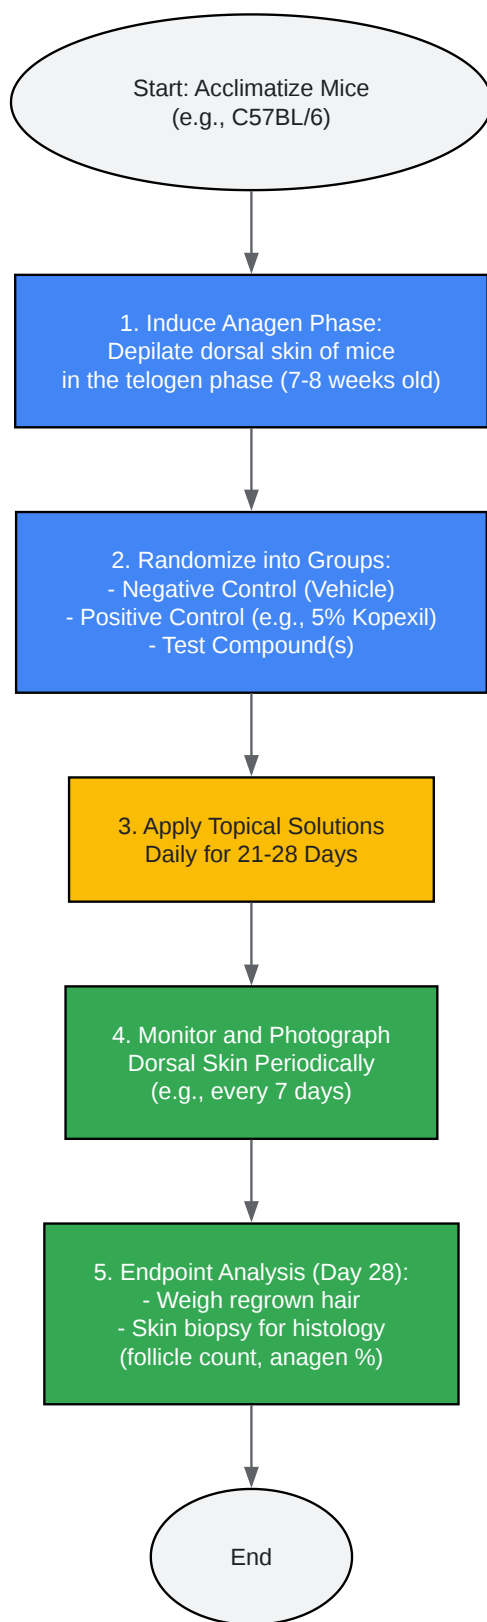 Start: Acclimatize Mice
(e.g., C57BL/6)
1. Induce Anagen Phase:
Depilate dorsal skin of mice
in the telogen phase (7-8 weeks old)
2. Randomize into Groups:
- Negative Control (Vehicle)
- Positive Control (e.g., 5% Kopexil)
- Test Compound(s)
3. Apply Topical Solutions
Daily for 21-28 Days
4. Monitor and Photograph
Dorsal Skin Periodically
(e.g., every 7 days)
5. Endpoint Analysis (Day 28):
- Weigh regrown hair
- Skin biopsy for histology
(follicle count, anagen %)
End